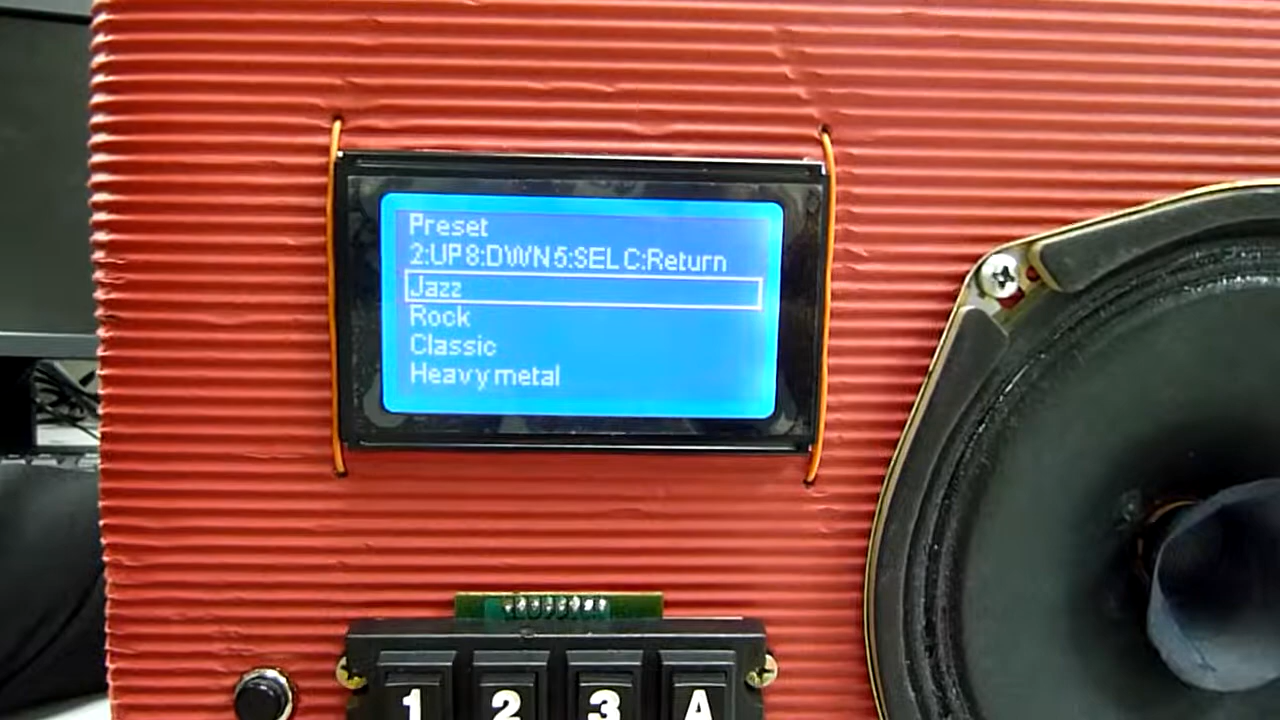 Preset
2:UP 8:DWN 5:SEL C:Return
Jazz
Rock
Classic
Heavy metal
1 2 3 A